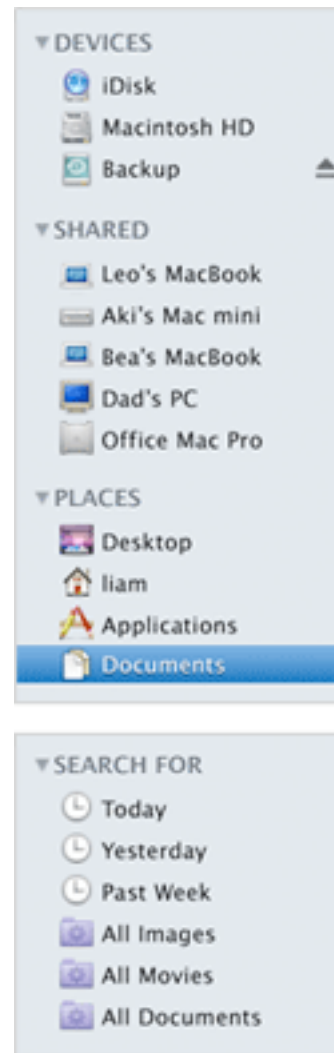 DEVICES
iDisk
Macintosh HD
Backup
SHARED
Leo's MacBook
Aki's Mac mini
Bea's MacBook
Dad's PC
Office Mac Pro
PLACES
Desktop
liam
Applications
Documents
SEARCH FOR
Today
Yesterday
Past Week
All Images
All Movies
All Documents